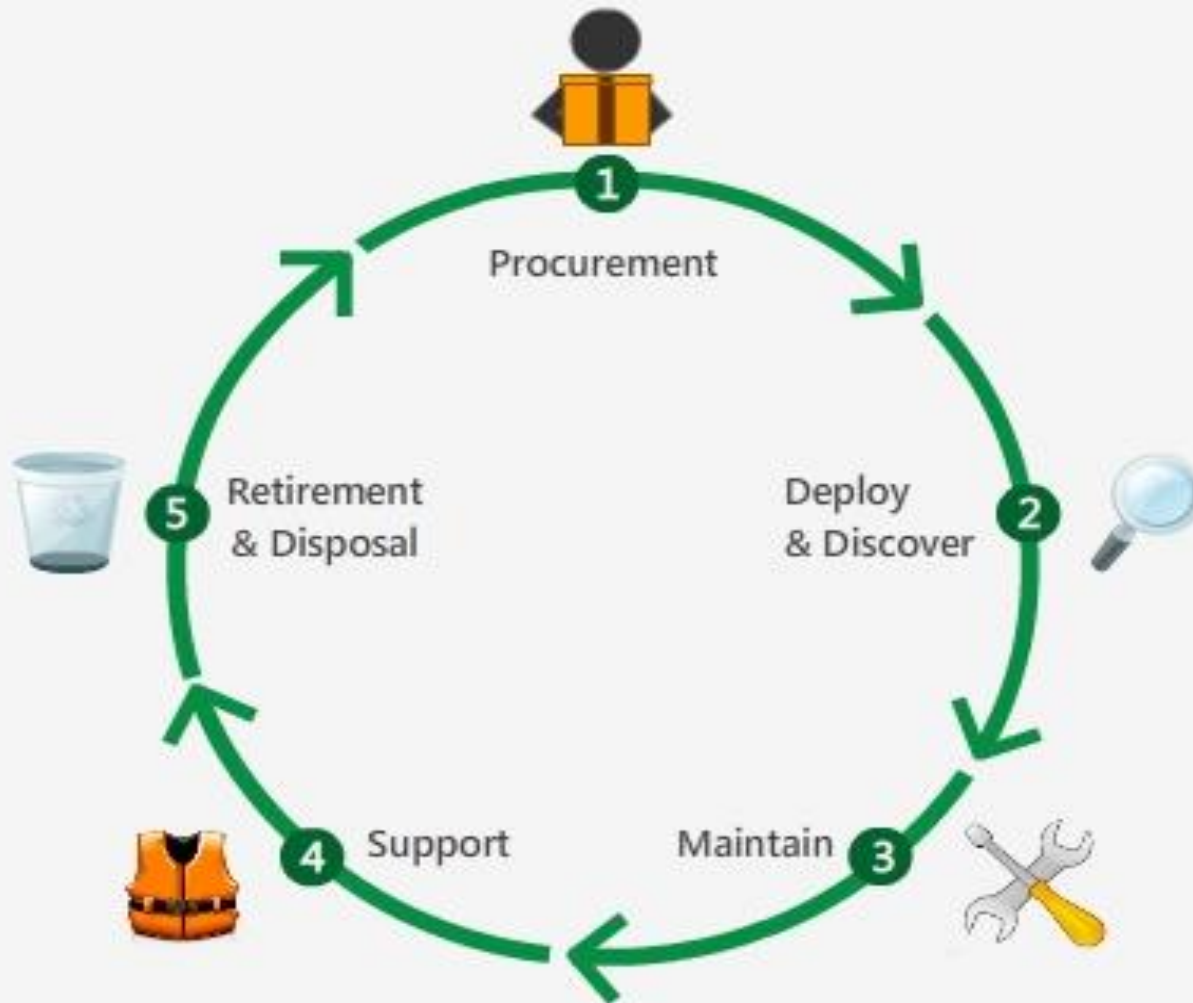 1
Procurement
2
Deploy
& Discover
3
Maintain
4
Support
5
Retirement
& Disposal